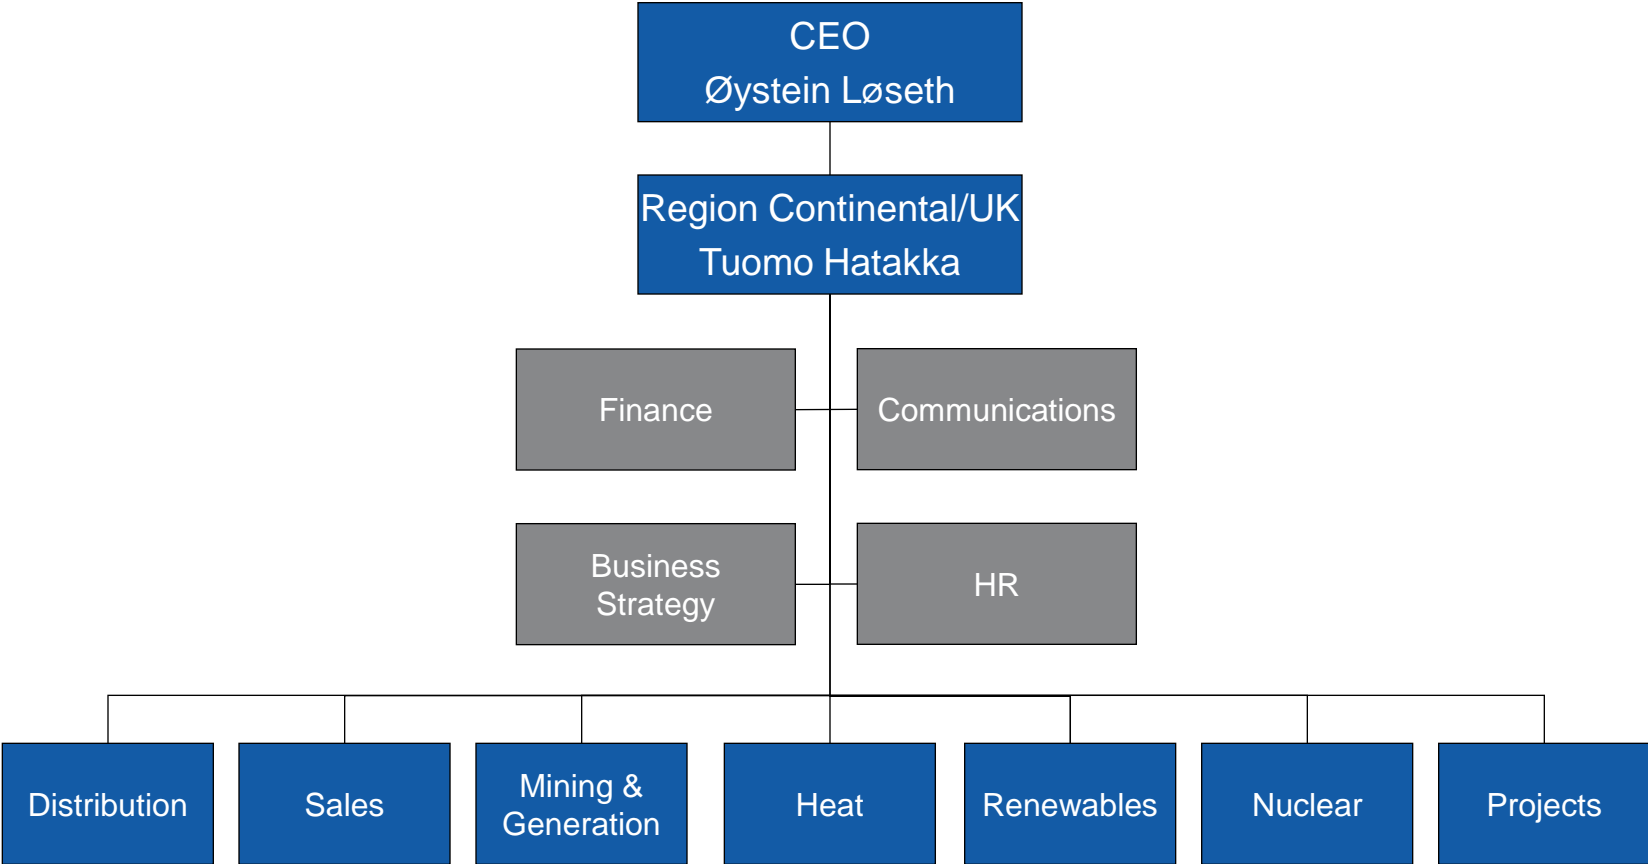 CEO
Øystein Løseth
Region Continental/UK
Tuomo Hatakka
Finance
Communications
Business
Strategy
HR
Distribution
Sales
Mining &
Generation
Heat
Renewables
Nuclear
Projects